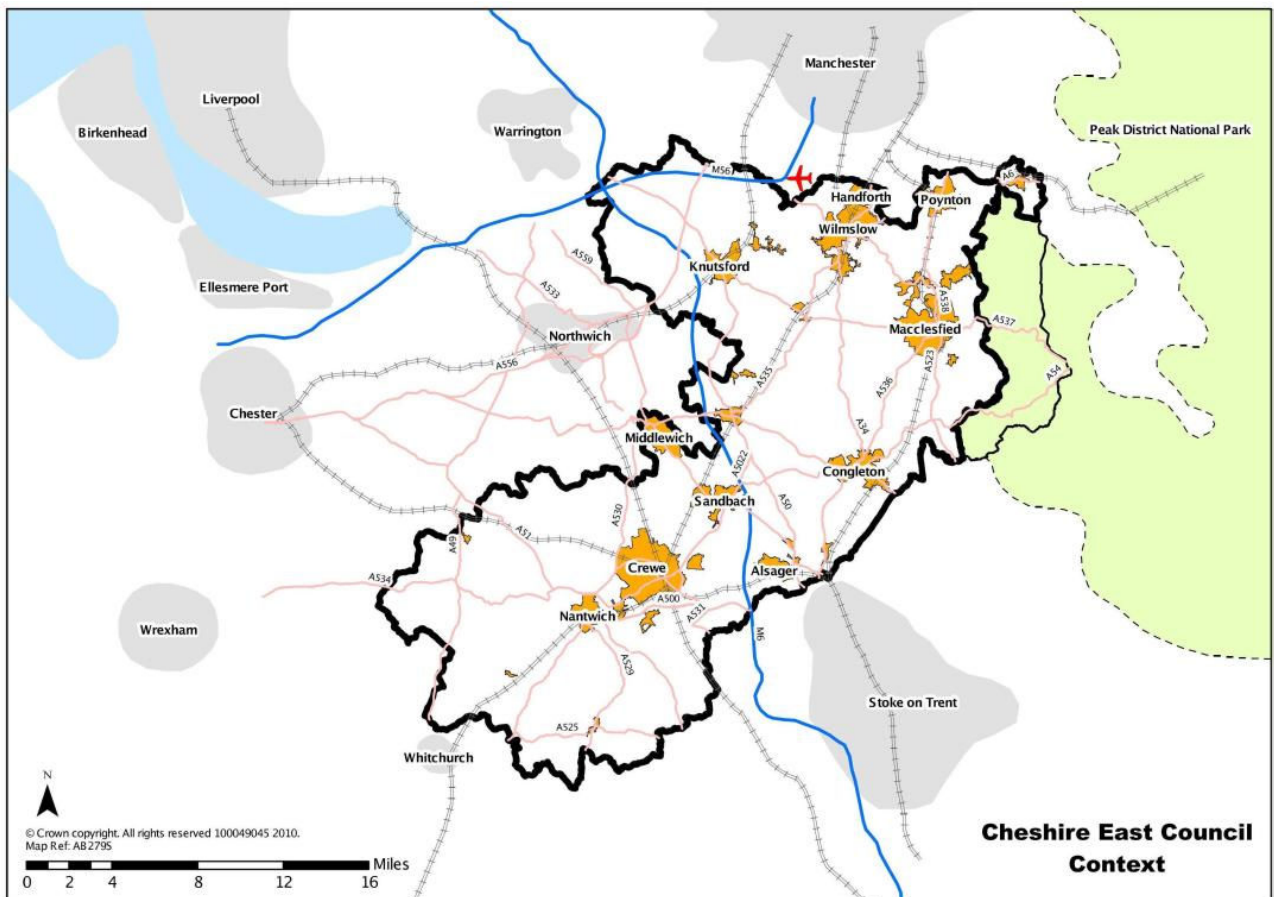 Manchester
Liverpool
Birkenhead
Warrington
Peak District National Park
M56
A6
Handforth
Poynton
Wilmslow
A559
Knutsford
Ellesmere Port
A533
A538
Northwich
Macclesfied
A537
A556
A523
A535
A536
A54
Chester
A34
Middlewich
A5022
Congleton
Sandbach
A50
A530
A51
A49
Crewe
Alsager
A534
A500
Nantwich
A531
Wrexham
M6
A529
Stoke on Trent
A525
Whitchurch
N
© Crown copyright. All rights reserved 100049045 2010.
Map Ref: AB279S
Miles
0 2 4 8 12 16
Cheshire East Council
Context